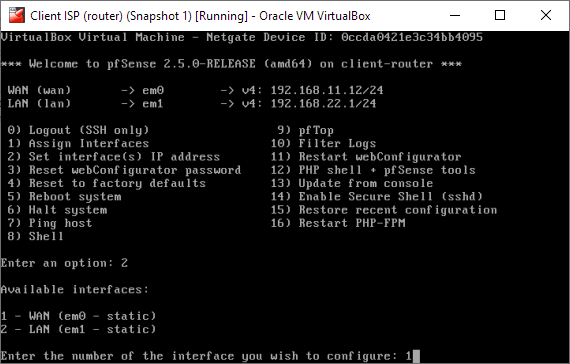 Client ISP (router) (Snapshot 1) [Running] - Oracle VM VirtualBox
VirtualBox Virtual Machine - Netgate Device ID: 0ccda0421e3c34bb4095
*** Welcome to pfSense 2.5.0-RELEASE (amd64) on client-router ***
WAN (wan) -> em0 -> v4: 192.168.11.12/24
LAN (lan) -> em1 -> v4: 192.168.22.1/24
0) Logout (SSH only) 9) pfTop
1) Assign Interfaces 10) Filter Logs
2) Set interface(s) IP address 11) Restart webConfigurator
3) Reset webConfigurator password 12) PHP shell + pfSense tools
4) Reset to factory defaults 13) Update from console
5) Reboot system 14) Enable Secure Shell (sshd)
6) Halt system 15) Restore recent configuration
7) Ping host 16) Restart PHP-FPM
8) Shell
Enter an option: 2
Available interfaces:
1 - WAN (em0 - static)
2 - LAN (em1 - static)
Enter the number of the interface you wish to configure: 1